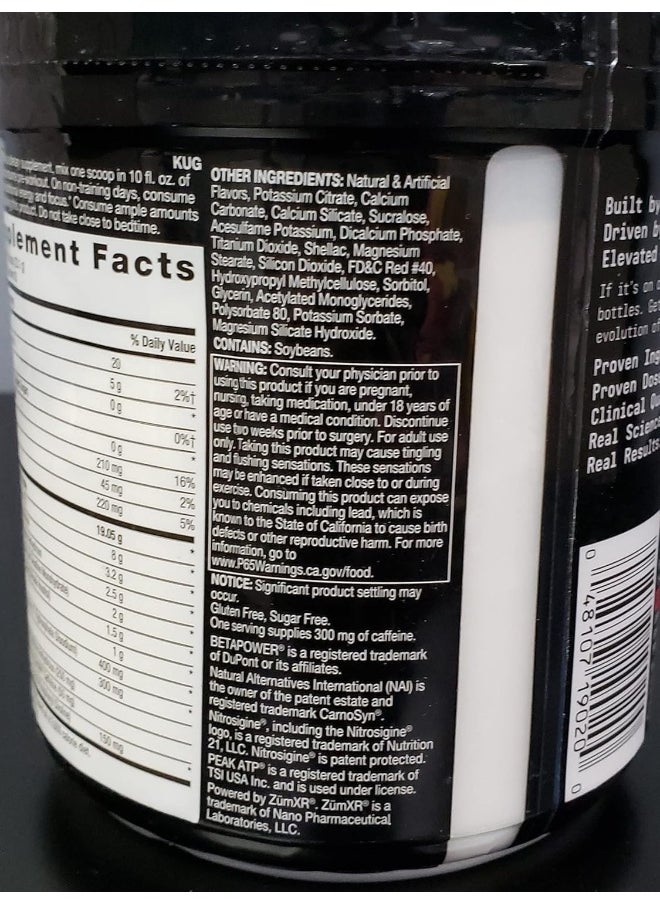 KUG
supplement, mix one scoop in 10 fl. oz. of
On non-training days, consume
and focus.* Consume ample amounts
Do not take close to bedtime.
lement Facts
% Daily Value
20
5 g 2%†
0 g *
0%†
0 g *
210 mg 16%
45 mg 2%
220 mg 5%
19.05 g *
8 g *
3.2 g *
2.5 g *
2 g *
1.5 g *
1 g *
400 mg *
300 mg *
150 mg
*
OTHER INGREDIENTS: Natural & Artificial
Flavors, Potassium Citrate, Calcium
Carbonate, Calcium Silicate, Sucralose,
Acesulfame Potassium, Dicalcium Phosphate,
Titanium Dioxide, Shellac, Magnesium
Stearate, Silicon Dioxide, FD&C Red #40,
Hydroxypropyl Methylcellulose, Sorbitol,
Glycerin, Acetylated Monoglycerides,
Polysorbate 80, Potassium Sorbate,
Magnesium Silicate Hydroxide.
CONTAINS: Soybeans.
WARNING: Consult your physician prior to
using this product if you are pregnant,
nursing, taking medication, under 18 years of
age or have a medical condition. Discontinue
use two weeks prior to surgery. For adult use
only. Taking this product may cause tingling
and flushing sensations. These sensations
may be enhanced if taken close to or during
exercise. Consuming this product can expose
you to chemicals including lead, which is
known to the State of California to cause birth
defects or other reproductive harm. For more
information, go to
www.P65Warnings.ca.gov/food.
NOTICE: Significant product settling may
occur.
Gluten Free, Sugar Free.
One serving supplies 300 mg of caffeine.
BETAPOWER® is a registered trademark
of DuPont or its affiliates.
Natural Alternatives International (NAI) is
the owner of the patent estate and
registered trademark CarnoSyn®.
Nitrosigine®, including the Nitrosigine®
logo, is a registered trademark of Nutrition
21, LLC. Nitrosigine® is patent protected.
PEAK ATP® is a registered trademark of
TSI USA Inc. and is used under license.
Powered by ZümXR®. ZümXR® is a
trademark of Nano Pharmaceutical
Laboratories, LLC.
Built by
Driven b
Elevated
If it's on o
bottles. Ge
evolution of
Proven Ing
Proven Dos
Clinical Qu
Real Science
Real Results
0 48107 19020 0